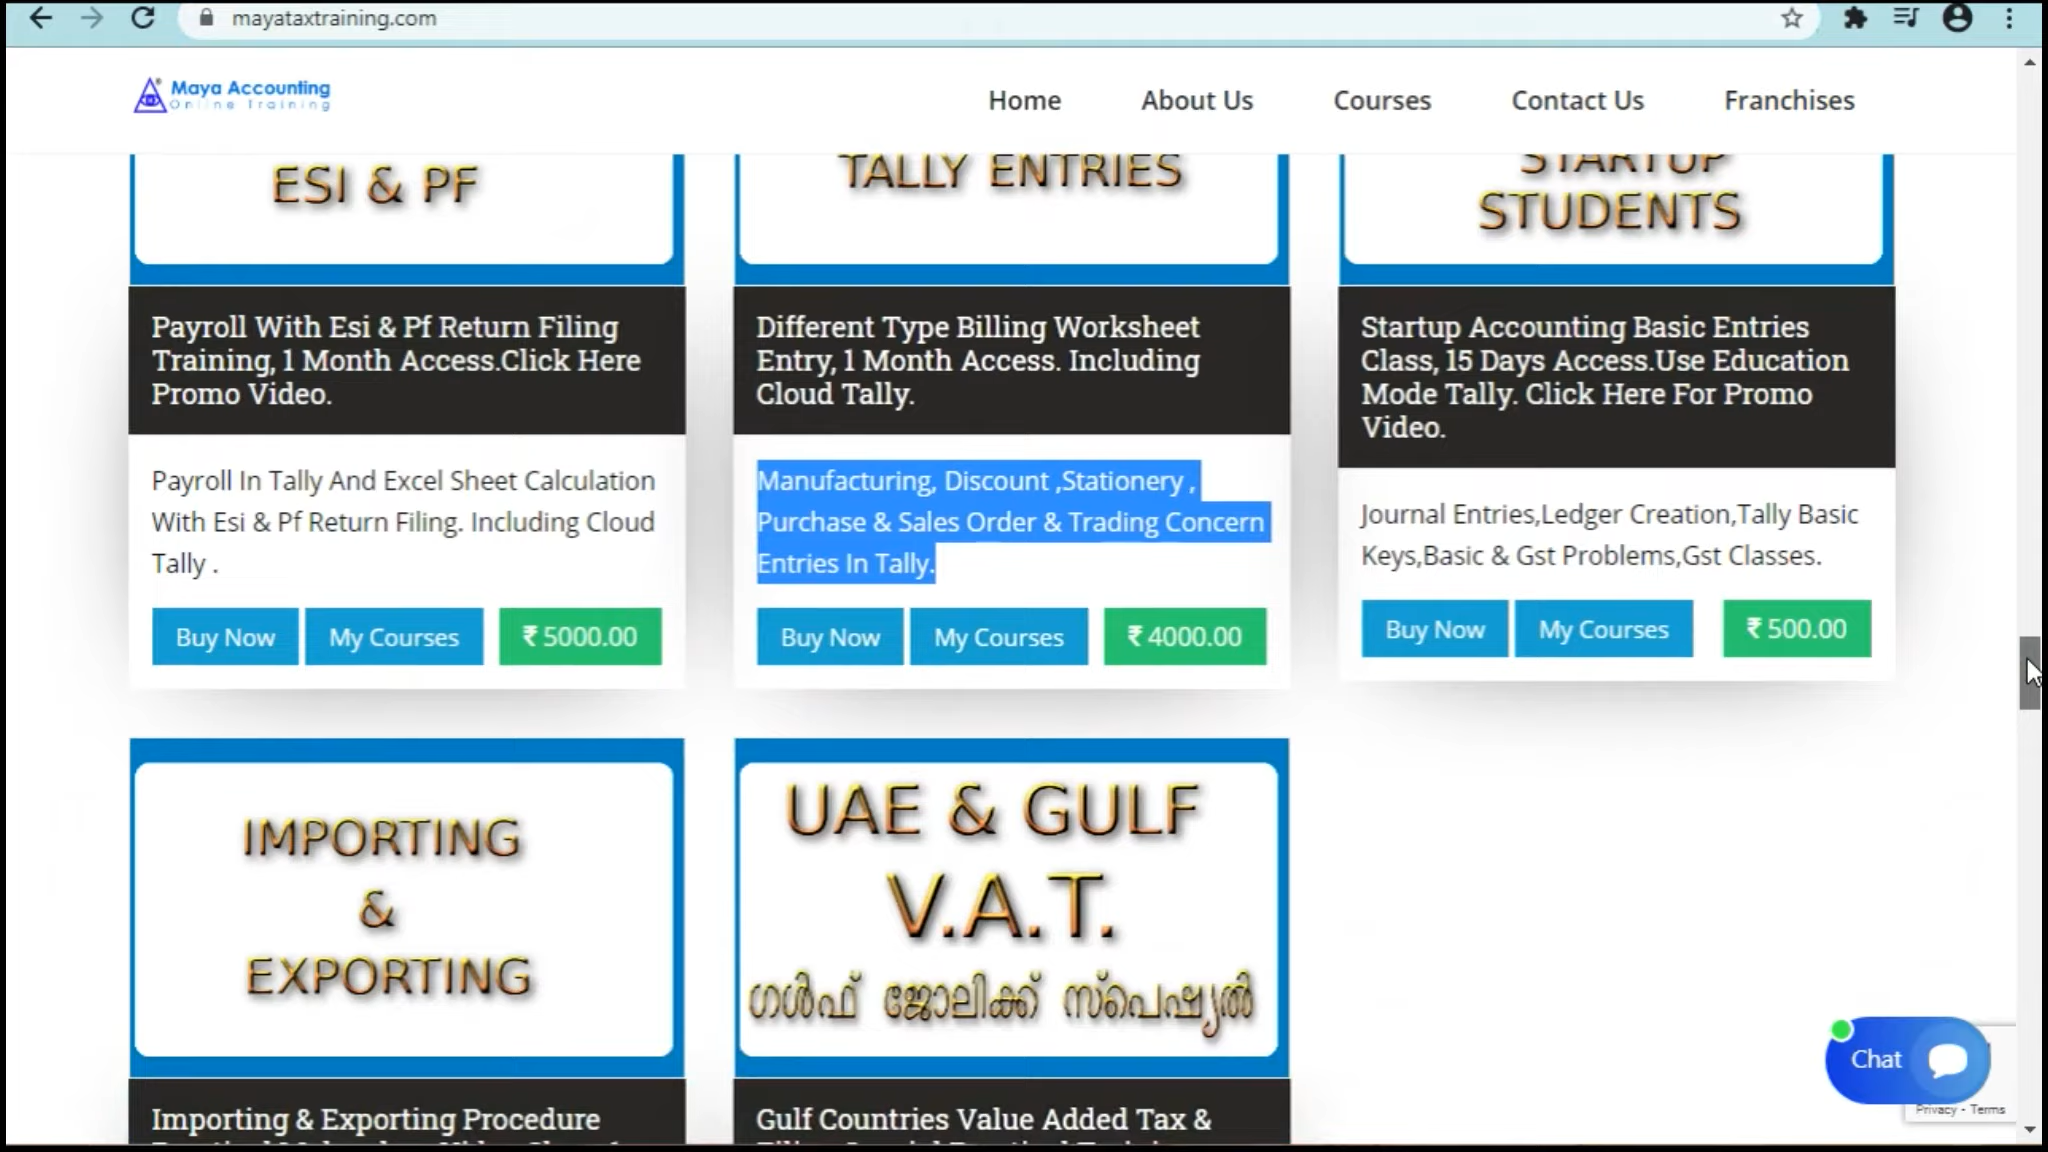 mayataxtraining.com
Maya Accounting
Online Training
Home About Us Courses Contact Us Franchises
ESI & PF
Payroll With Esi & Pf Return Filing
Training, 1 Month Access.Click Here
Promo Video.
Payroll In Tally And Excel Sheet Calculation
With Esi & Pf Return Filing. Including Cloud
Tally .
Buy Now My Courses ₹ 5000.00
TALLY ENTRIES
Different Type Billing Worksheet
Entry, 1 Month Access. Including
Cloud Tally.
Manufacturing, Discount ,Stationery ,
Purchase & Sales Order & Trading Concern
Entries In Tally.
Buy Now My Courses ₹ 4000.00
STARTUP
STUDENTS
Startup Accounting Basic Entries
Class, 15 Days Access.Use Education
Mode Tally. Click Here For Promo
Video.
Journal Entries,Ledger Creation,Tally Basic
Keys,Basic & Gst Problems,Gst Classes.
Buy Now My Courses ₹ 500.00
IMPORTING
&
EXPORTING
Importing & Exporting Procedure
UAE & GULF
V.A.T.
ഗൾഫ് ജോലിക്ക് സ്പെഷ്യൽ
Gulf Countries Value Added Tax &
Chat
Privacy - Terms